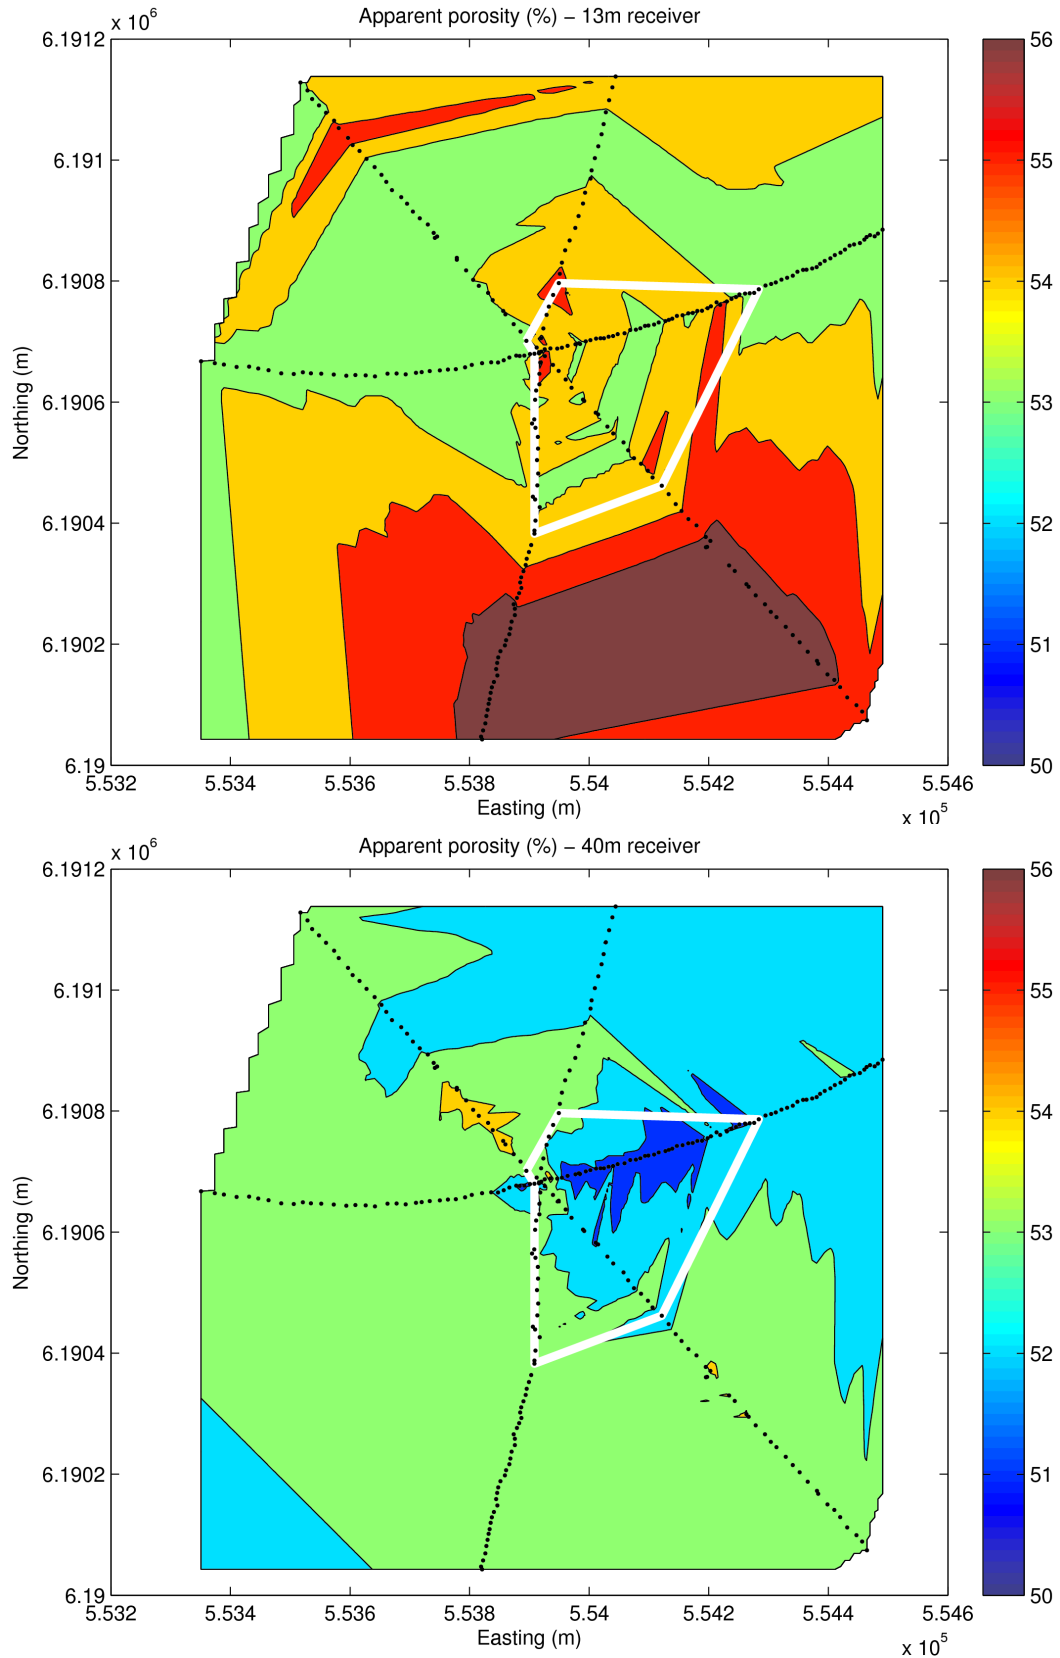 Apparent porosity (%) – 13m receiver
x 10^6
6.1912
6.191
6.1908
6.1906
6.1904
6.1902
6.19
Northing (m)
5.532 5.534 5.536 5.538 5.54 5.542 5.544 5.546
Easting (m)
x 10^5
56
55
54
53
52
51
50
Apparent porosity (%) – 40m receiver
x 10^6
6.1912
6.191
6.1908
6.1906
6.1904
6.1902
6.19
Northing (m)
5.532 5.534 5.536 5.538 5.54 5.542 5.544 5.546
Easting (m)
x 10^5
56
55
54
53
52
51
50